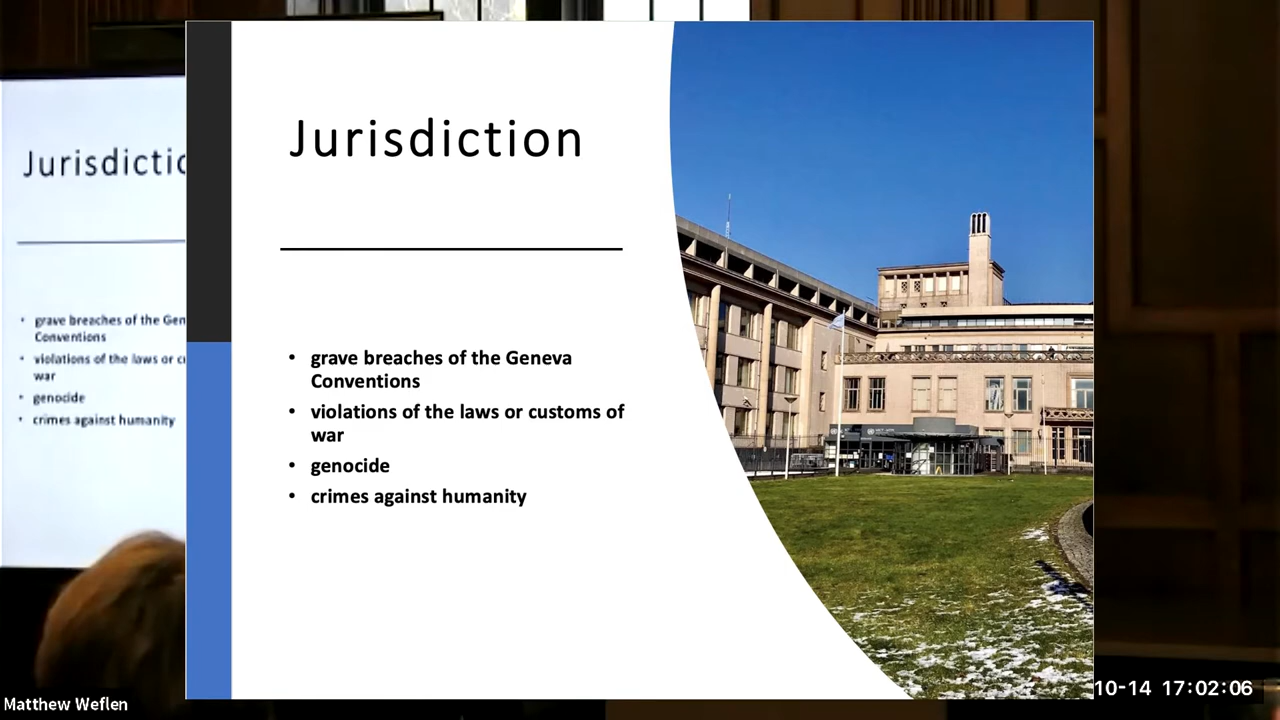 Jurisdiction
• grave breaches of the Geneva
Conventions
• violations of the laws or customs of
war
• genocide
• crimes against humanity
Jurisdictio
• grave breaches of the Gen
Conventions
• violations of the laws or cu
war
• genocide
• crimes against humanity
Matthew Weflen
10-14 17:02:06